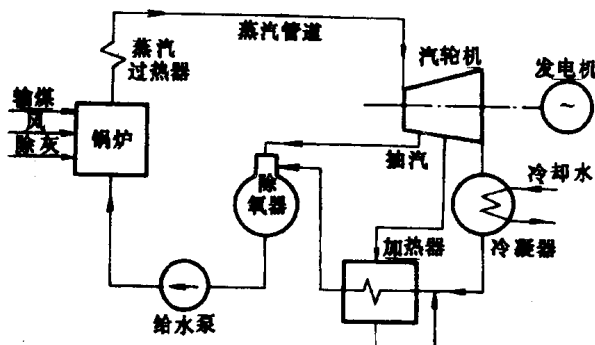 蒸汽管道
蒸汽
过热器
汽轮机
发电机
~
输煤
风
除灰
锅炉
抽汽
除
氧器
冷却水
加热器
冷凝器
给水泵